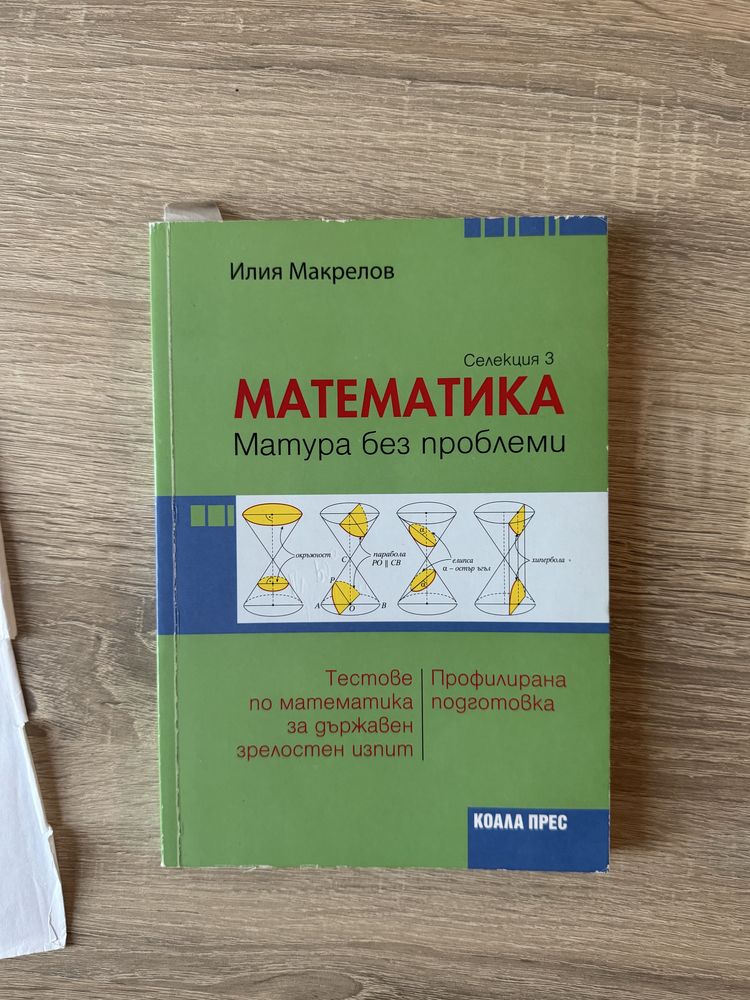 Илия Макрелов
Селекция 3
МАТЕМАТИКА
Матура без проблеми
окръжност
парабола
PO || CB
елипса
α – остър ъгъл
хипербола
C
P
A
O
B
α
α
Тестове
по математика
за държавен
зрелостен изпит
Профилирана
подготовка
КОАЛА ПРЕС